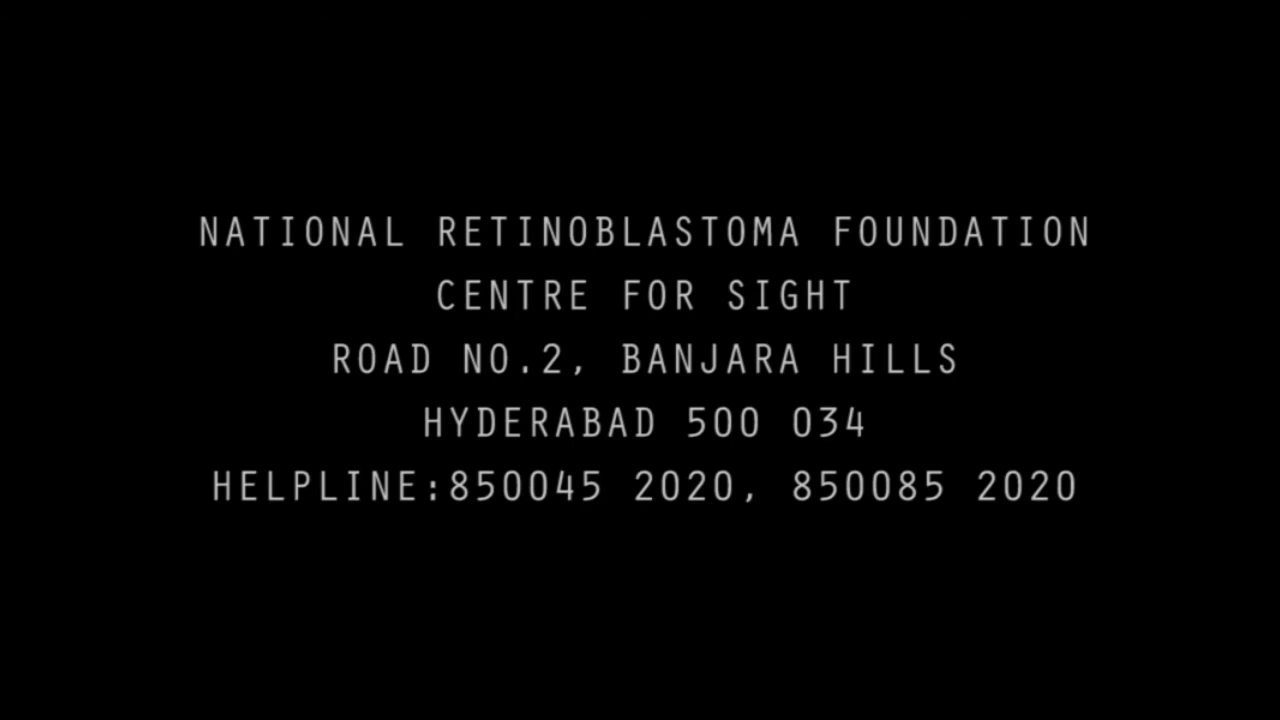 NATIONAL RETINOBLASTOMA FOUNDATION
CENTRE FOR SIGHT
ROAD NO.2, BANJARA HILLS
HYDERABAD 500 034
HELPLINE:850045 2020, 850085 2020